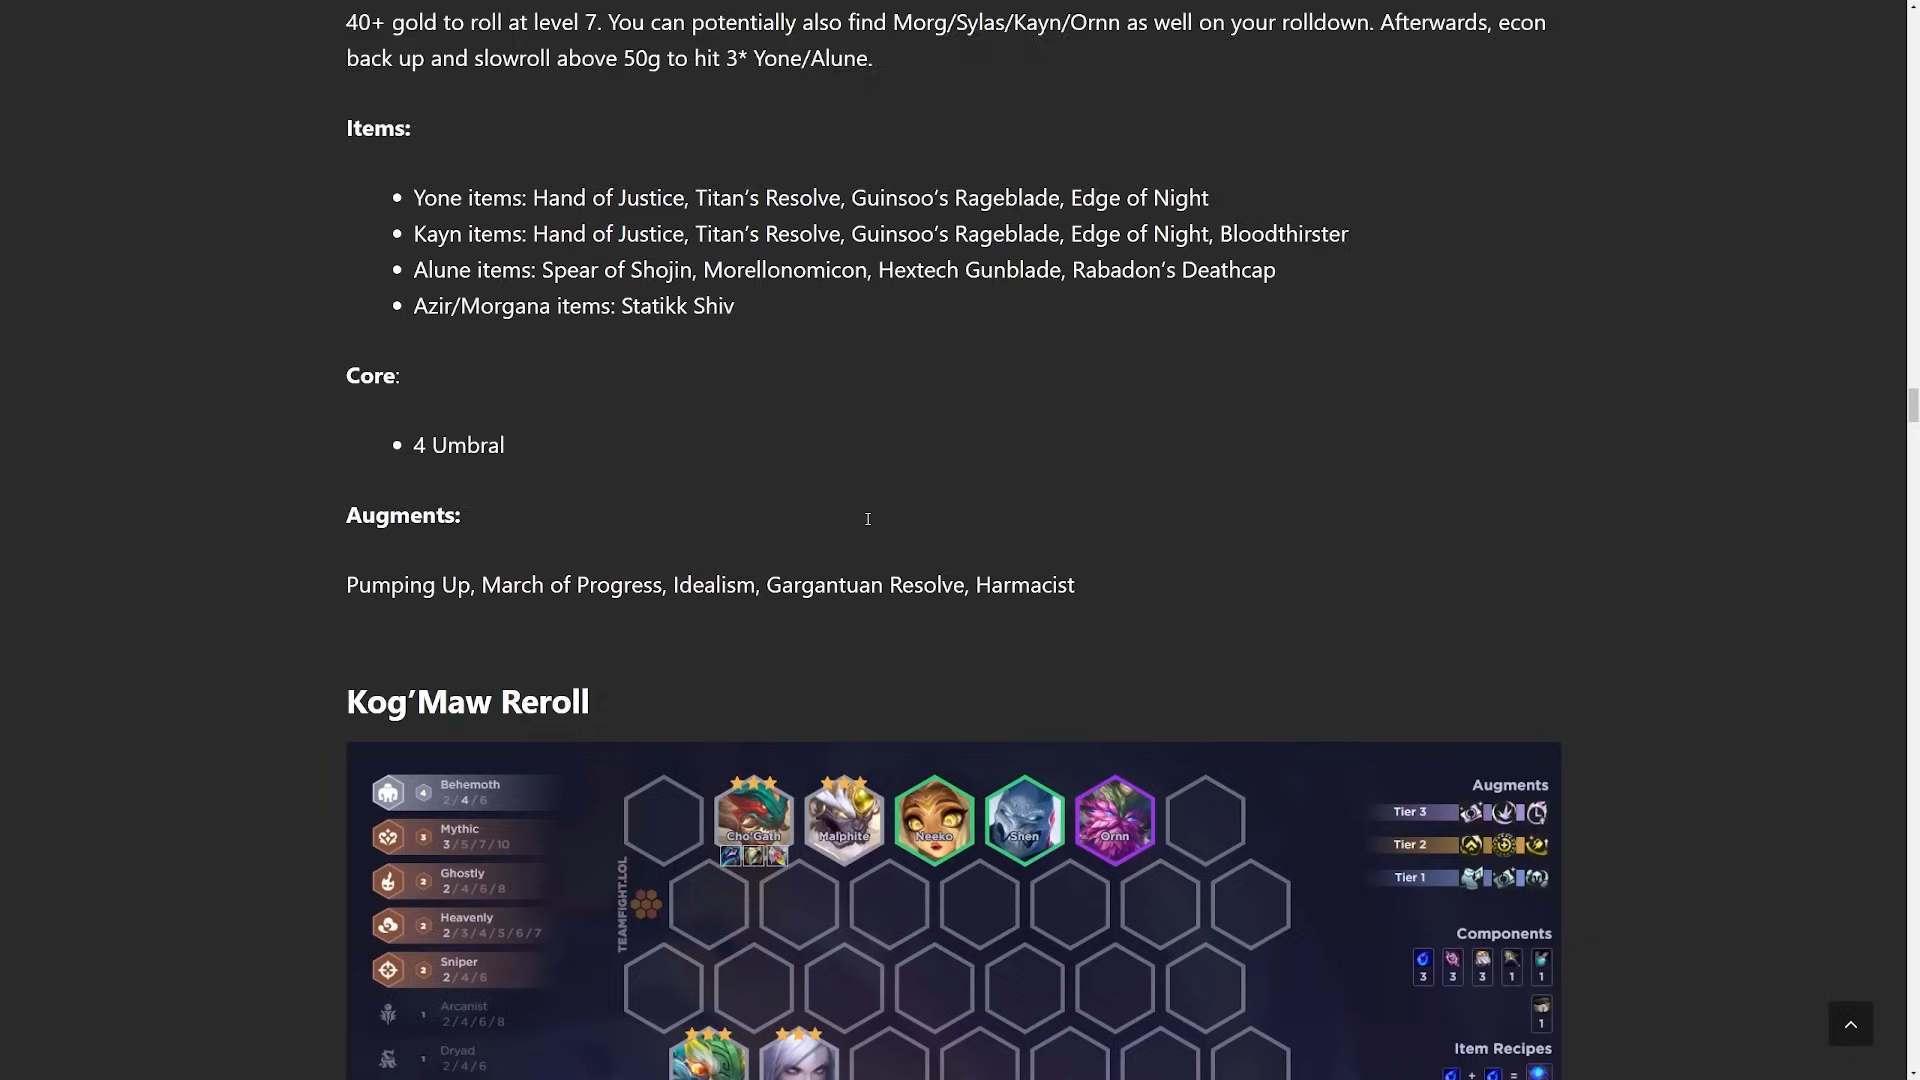 40+ gold to roll at level 7. You can potentially also find Morg/Sylas/Kayn/Ornn as well on your rolldown. Afterwards, econ
back up and slowroll above 50g to hit 3* Yone/Alune.
Items:
• Yone items: Hand of Justice, Titan’s Resolve, Guinsoo’s Rageblade, Edge of Night
• Kayn items: Hand of Justice, Titan’s Resolve, Guinsoo’s Rageblade, Edge of Night, Bloodthirster
• Alune items: Spear of Shojin, Morellonomicon, Hextech Gunblade, Rabadon’s Deathcap
• Azir/Morgana items: Statikk Shiv
Core:
• 4 Umbral
Augments:
Pumping Up, March of Progress, Idealism, Gargantuan Resolve, Harmacist
Kog’Maw Reroll
4 Behemoth
2/4/6
3 Mythic
3/5/7/10
2 Ghostly
2/4/6/8
2 Heavenly
2/3/4/5/6/7
2 Sniper
2/4/6
1 Arcanist
2/4/6/8
1 Dryad
2/4/6
TEAMFIGHT.LOL
Cho'Gath
Malphite
Neeko
Shen
Ornn
Augments
Tier 3
Tier 2
Tier 1
Components
3 3 3 1 1
1
Item Recipes
+ =